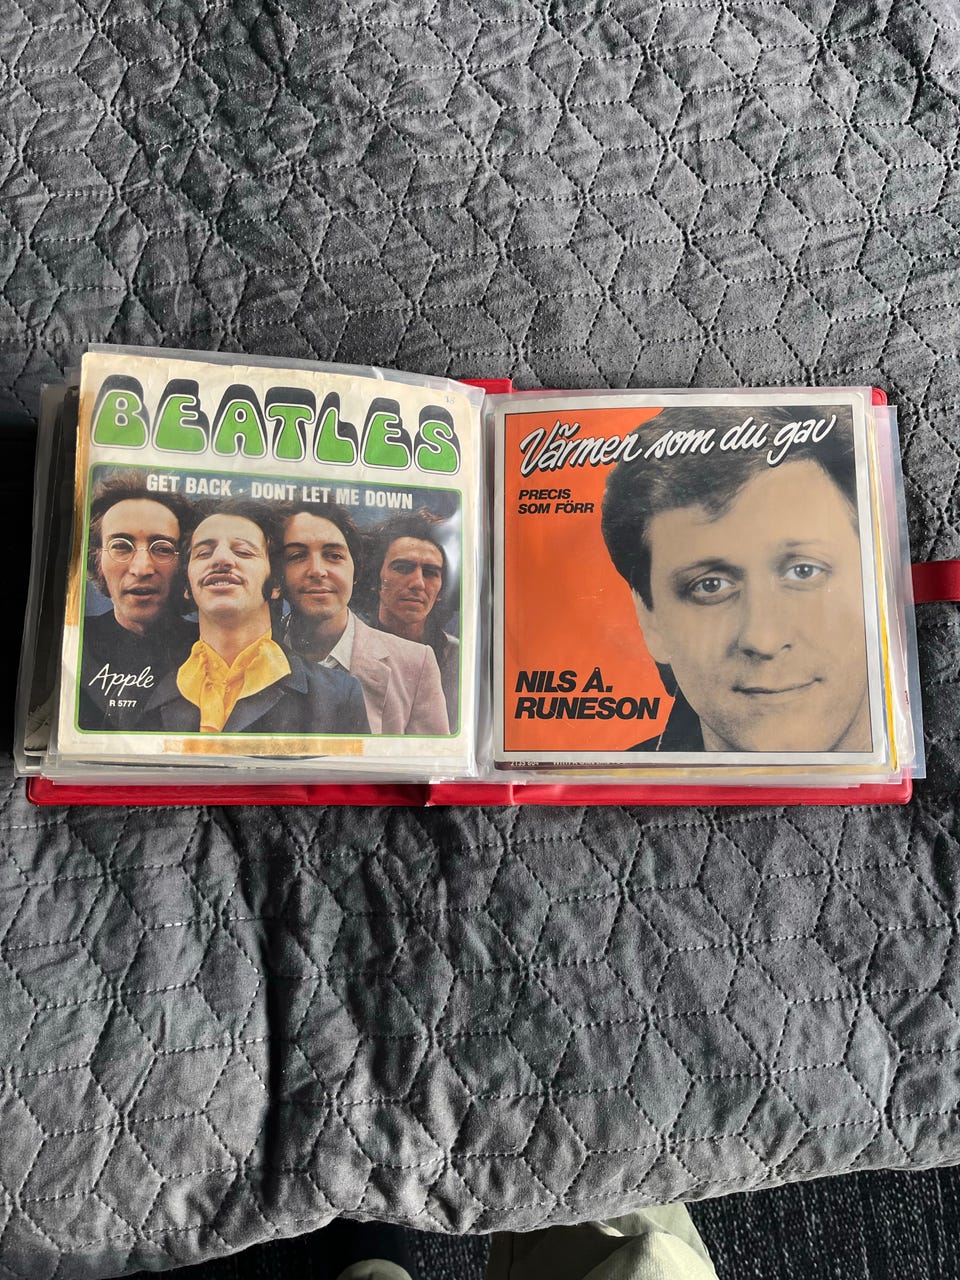 BEATLES
GET BACK · DONT LET ME DOWN
Apple
R 5777
Värmen som du gav
PRECIS
SOM FÖRR
NILS Å.
RUNESON